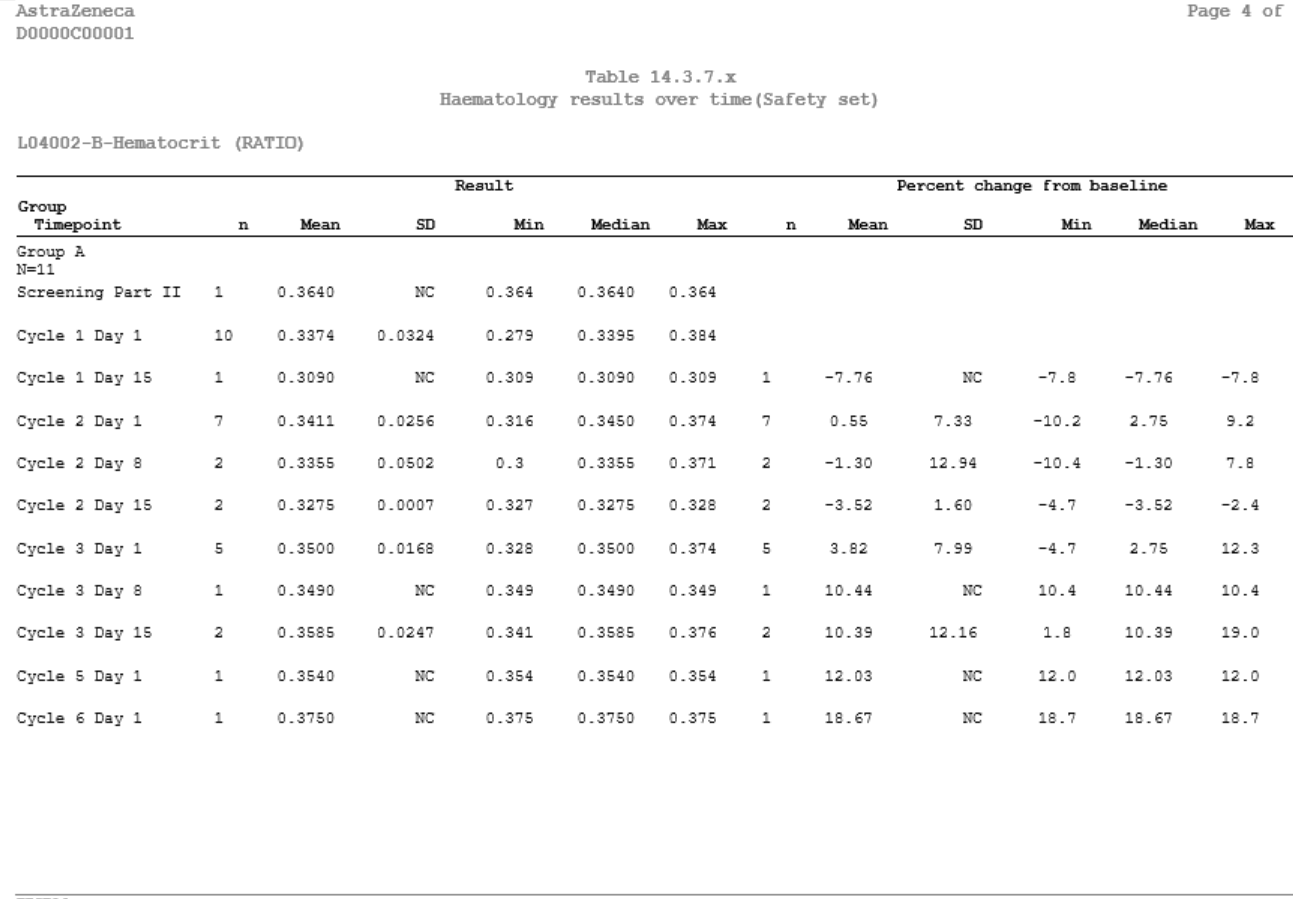 AstraZeneca Page 4 of
D0000C00001
Table 14.3.7.x
Haematology results over time(Safety set)
L04002-B-Hematocrit (RATIO)
Result Percent change from baseline
Group
Timepoint n Mean SD Min Median Max n Mean SD Min Median Max
Group A
N=11
Screening Part II 1 0.3640 NC 0.364 0.3640 0.364
Cycle 1 Day 1 10 0.3374 0.0324 0.279 0.3395 0.384
Cycle 1 Day 15 1 0.3090 NC 0.309 0.3090 0.309 1 -7.76 NC -7.8 -7.76 -7.8
Cycle 2 Day 1 7 0.3411 0.0256 0.316 0.3450 0.374 7 0.55 7.33 -10.2 2.75 9.2
Cycle 2 Day 8 2 0.3355 0.0502 0.3 0.3355 0.371 2 -1.30 12.94 -10.4 -1.30 7.8
Cycle 2 Day 15 2 0.3275 0.0007 0.327 0.3275 0.328 2 -3.52 1.60 -4.7 -3.52 -2.4
Cycle 3 Day 1 5 0.3500 0.0168 0.328 0.3500 0.374 5 3.82 7.99 -4.7 2.75 12.3
Cycle 3 Day 8 1 0.3490 NC 0.349 0.3490 0.349 1 10.44 NC 10.4 10.44 10.4
Cycle 3 Day 15 2 0.3585 0.0247 0.341 0.3585 0.376 2 10.39 12.16 1.8 10.39 19.0
Cycle 5 Day 1 1 0.3540 NC 0.354 0.3540 0.354 1 12.03 NC 12.0 12.03 12.0
Cycle 6 Day 1 1 0.3750 NC 0.375 0.3750 0.375 1 18.67 NC 18.7 18.67 18.7